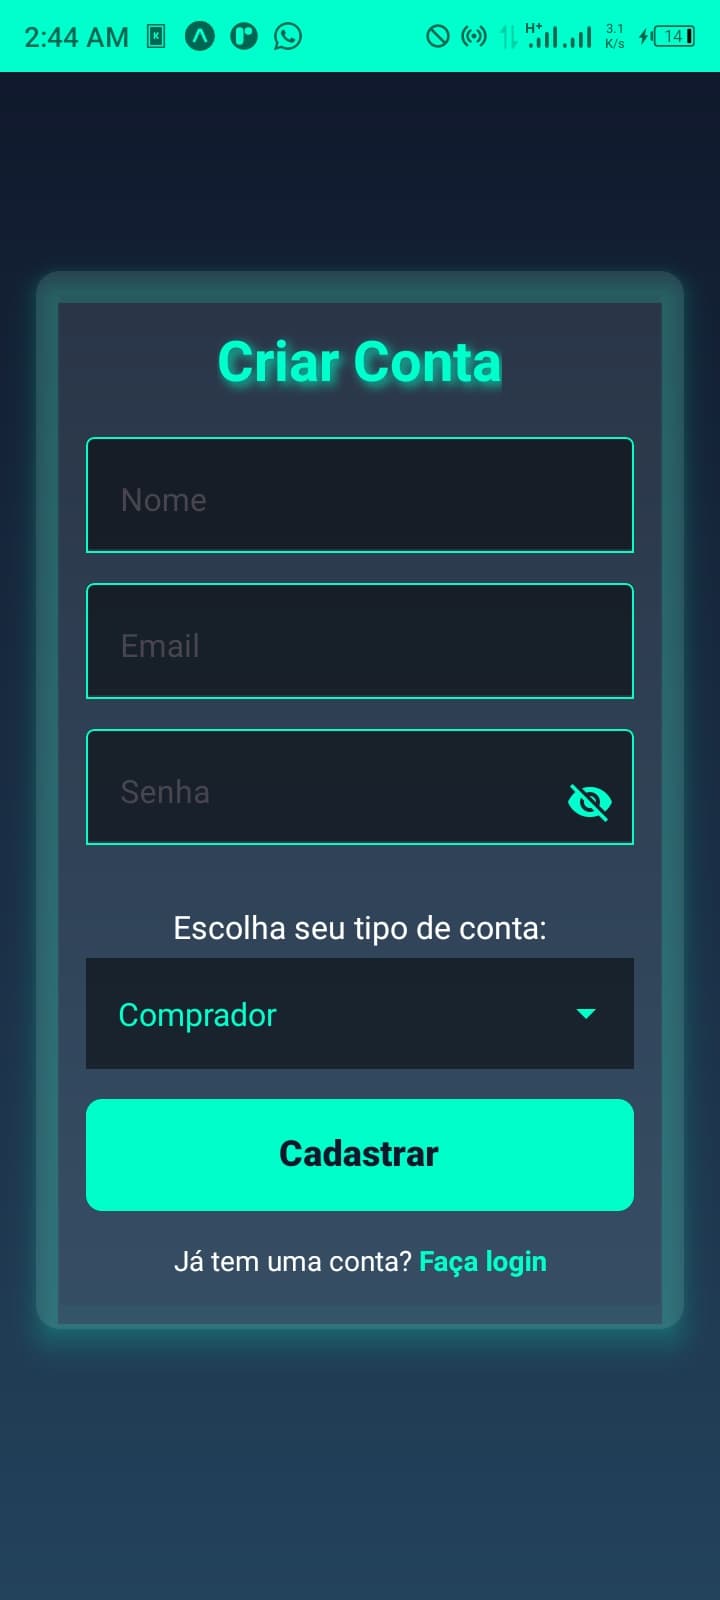 2:44 AM
H+ 3.1 K/s 14
Criar Conta
Nome
Email
Senha
Escolha seu tipo de conta:
Comprador
Cadastrar
Já tem uma conta? Faça login